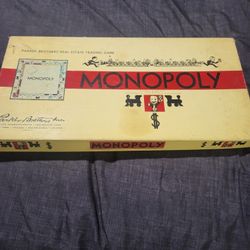 PARKER BROTHERS REAL ESTATE TRADING GAME
MONOPOLY
MONOPOLY
$
Parker Brothers Inc
MONOPOLY
$